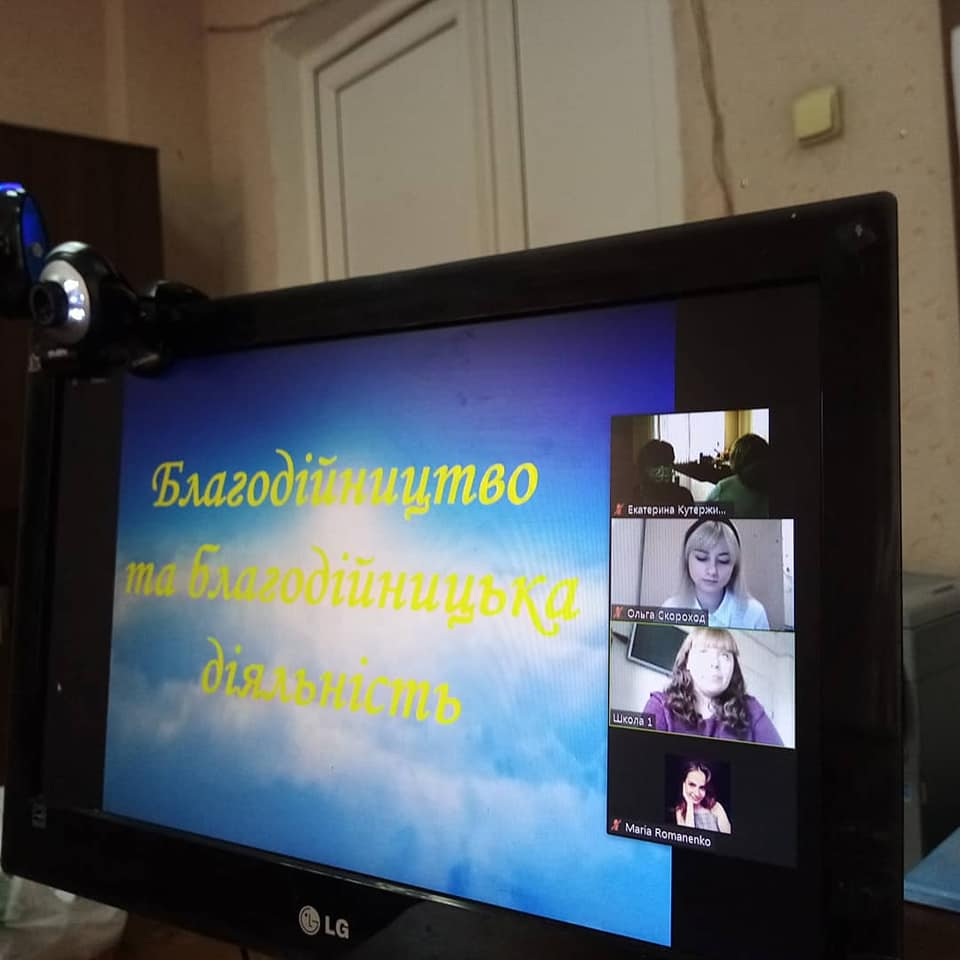 Благодійництво
та благодійницька
діяльність
Екатерина Кутержи...
Ольга Скороход
Школа 1
Maria Romanenko
LG